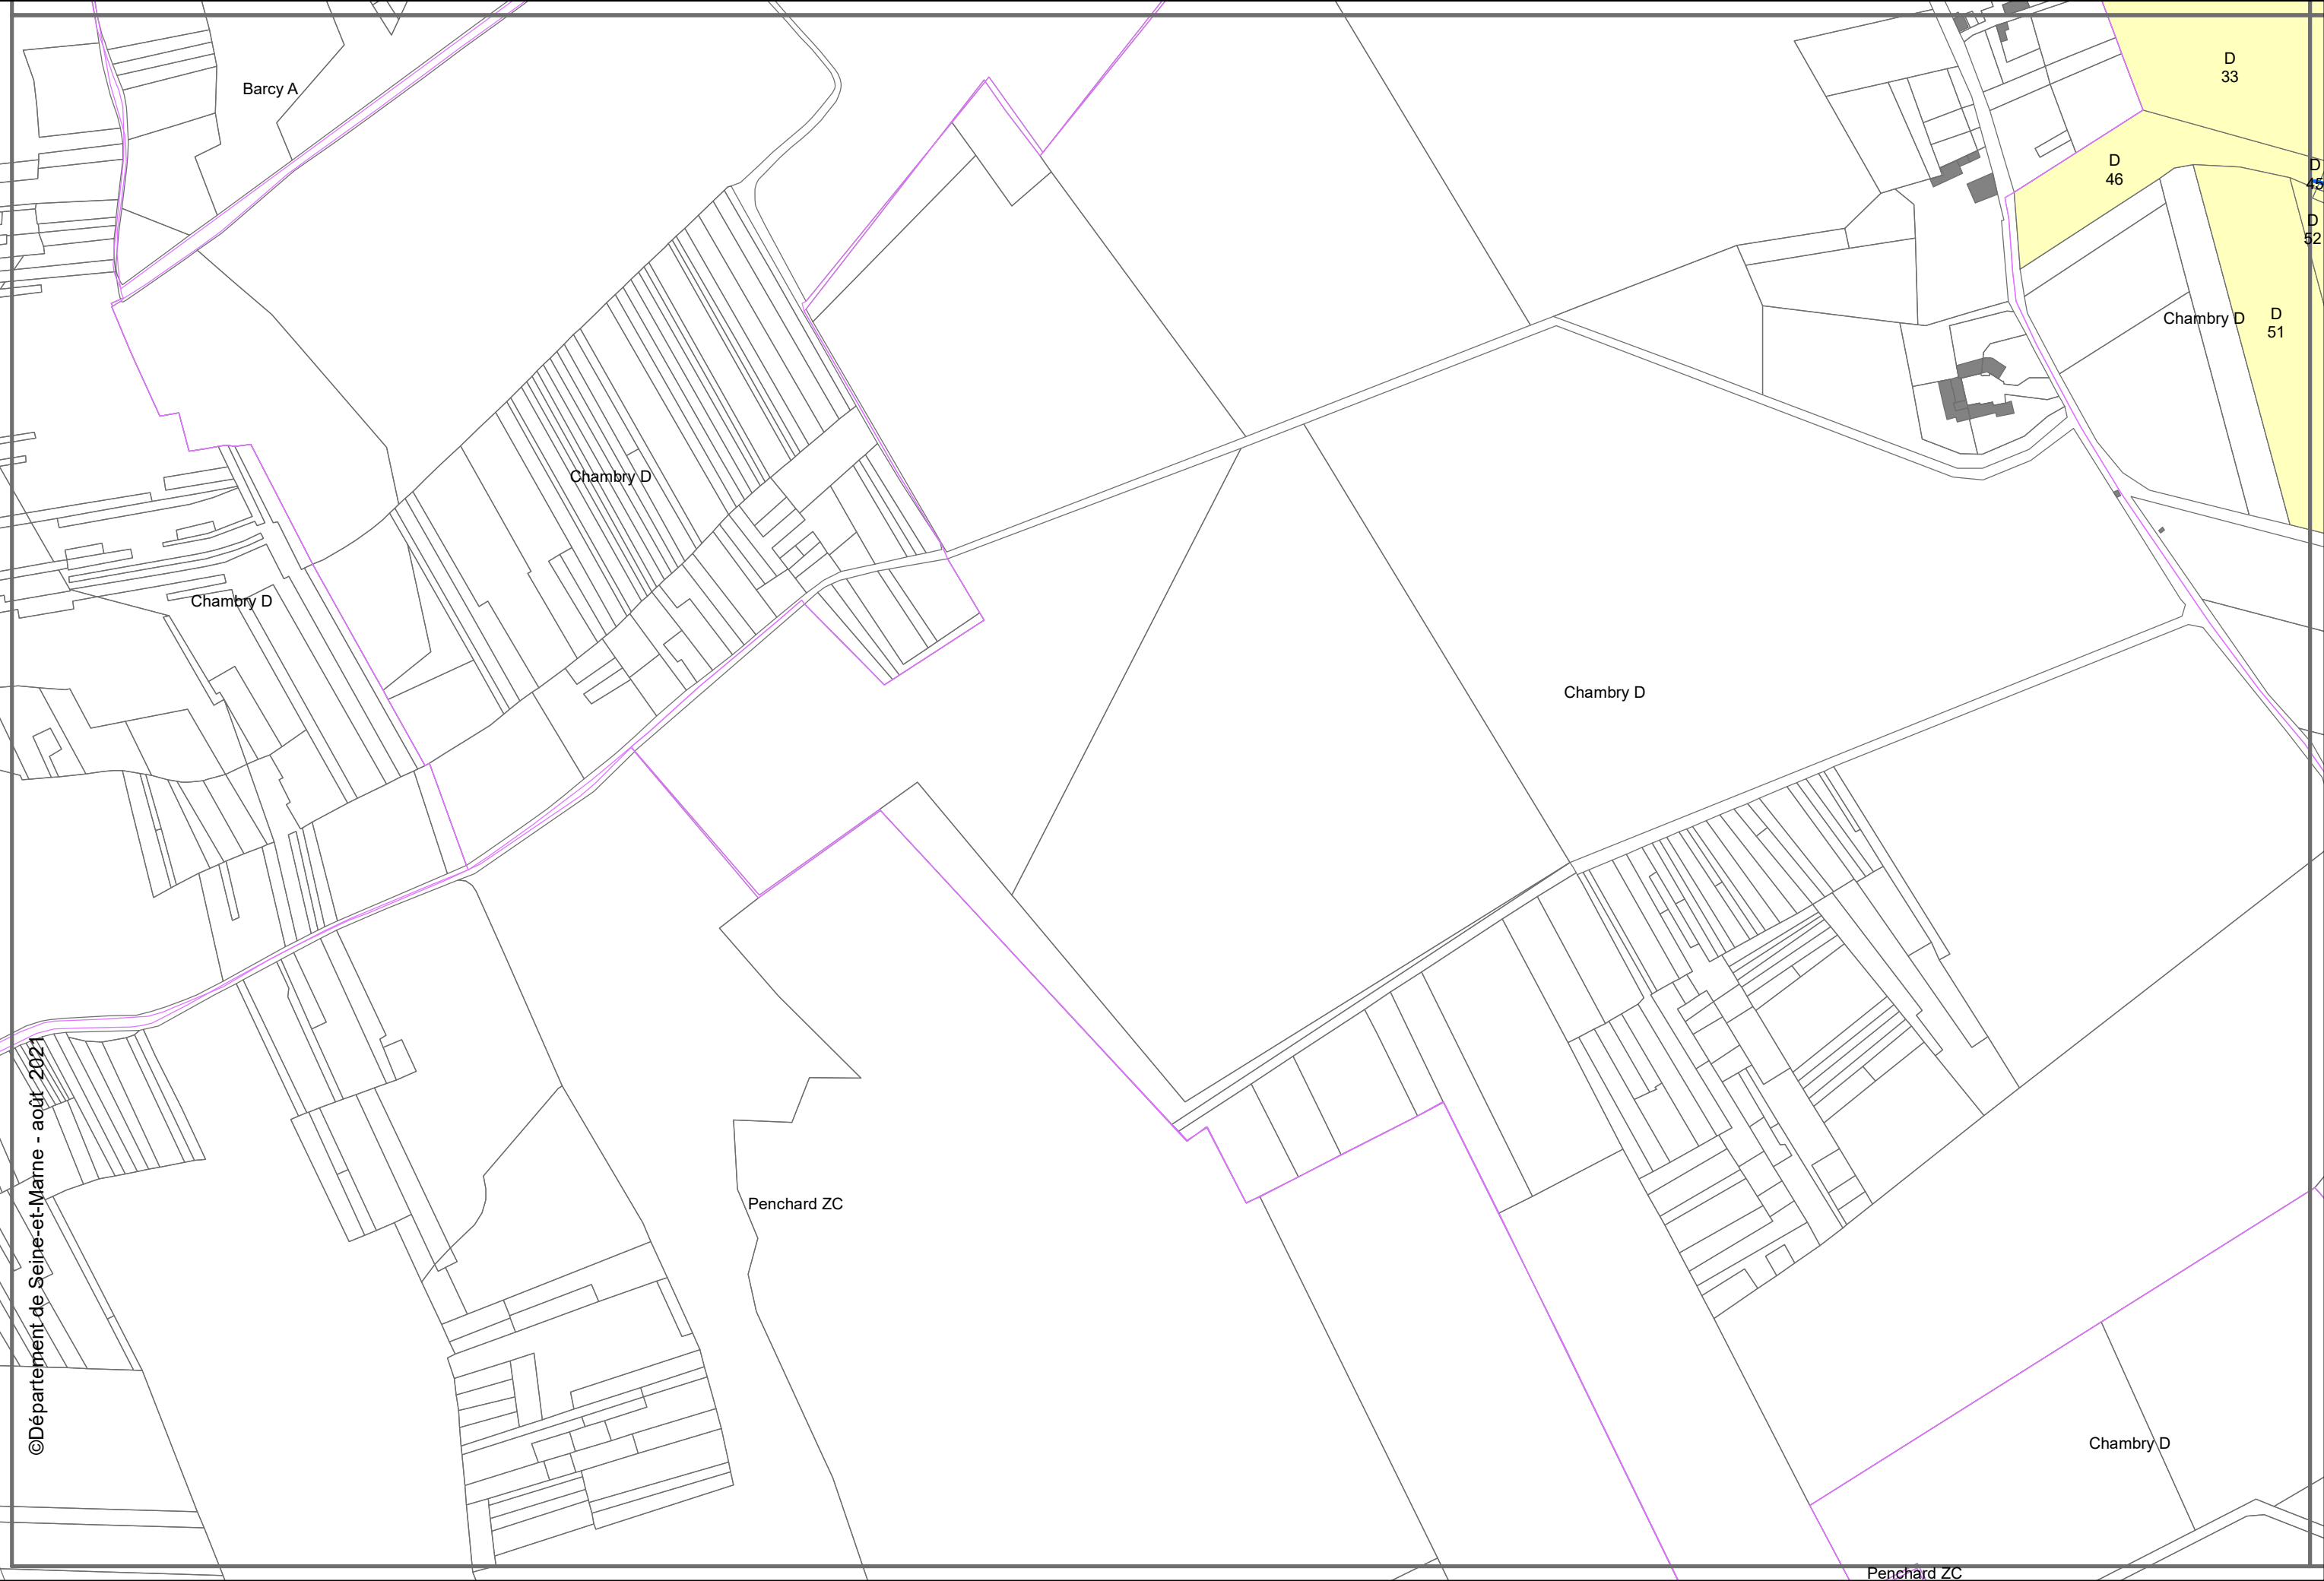 D
33
Barcy A
D
46
D
45
D
52
Chambry D
D
51
Chambry D
Chambry D
Chambry D
©Département de Seine-et-Marne - août 2021
Penchard ZC
Chambry D
Penchard ZC